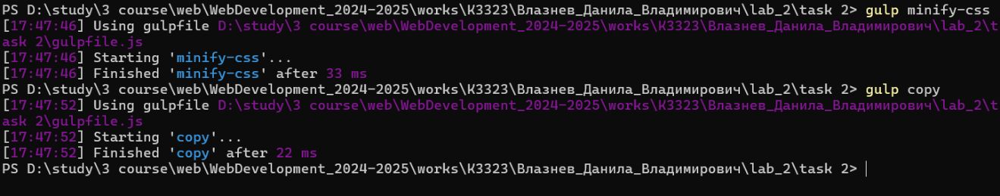 PS D:\study\3 course\web\WebDevelopment_2024-2025\works\K3323\Влазнев_Данила_Владимирович\lab_2\task 2> gulp minify-css
[17:47:46] Using gulpfile D:\study\3 course\web\WebDevelopment_2024-2025\works\K3323\Влазнев_Данила_Владимирович\lab_2\t
ask 2\gulpfile.js
[17:47:46] Starting 'minify-css'...
[17:47:46] Finished 'minify-css' after 33 ms
PS D:\study\3 course\web\WebDevelopment_2024-2025\works\K3323\Влазнев_Данила_Владимирович\lab_2\task 2> gulp copy
[17:47:52] Using gulpfile D:\study\3 course\web\WebDevelopment_2024-2025\works\K3323\Влазнев_Данила_Владимирович\lab_2\t
ask 2\gulpfile.js
[17:47:52] Starting 'copy'...
[17:47:52] Finished 'copy' after 22 ms
PS D:\study\3 course\web\WebDevelopment_2024-2025\works\K3323\Влазнев_Данила_Владимирович\lab_2\task 2>